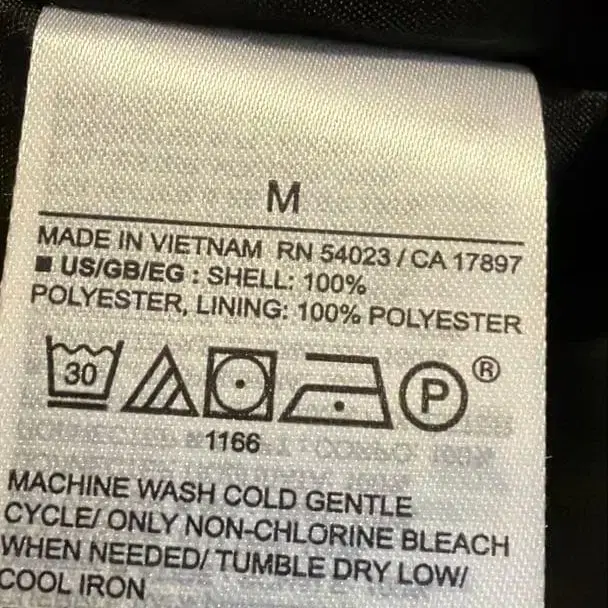 M
MADE IN VIETNAM RN 54023 / CA 17897
■ US/GB/EG : SHELL: 100%
POLYESTER, LINING: 100% POLYESTER
30 P ®
1166
MACHINE WASH COLD GENTLE
CYCLE/ ONLY NON-CHLORINE BLEACH
WHEN NEEDED/ TUMBLE DRY LOW/
COOL IRON